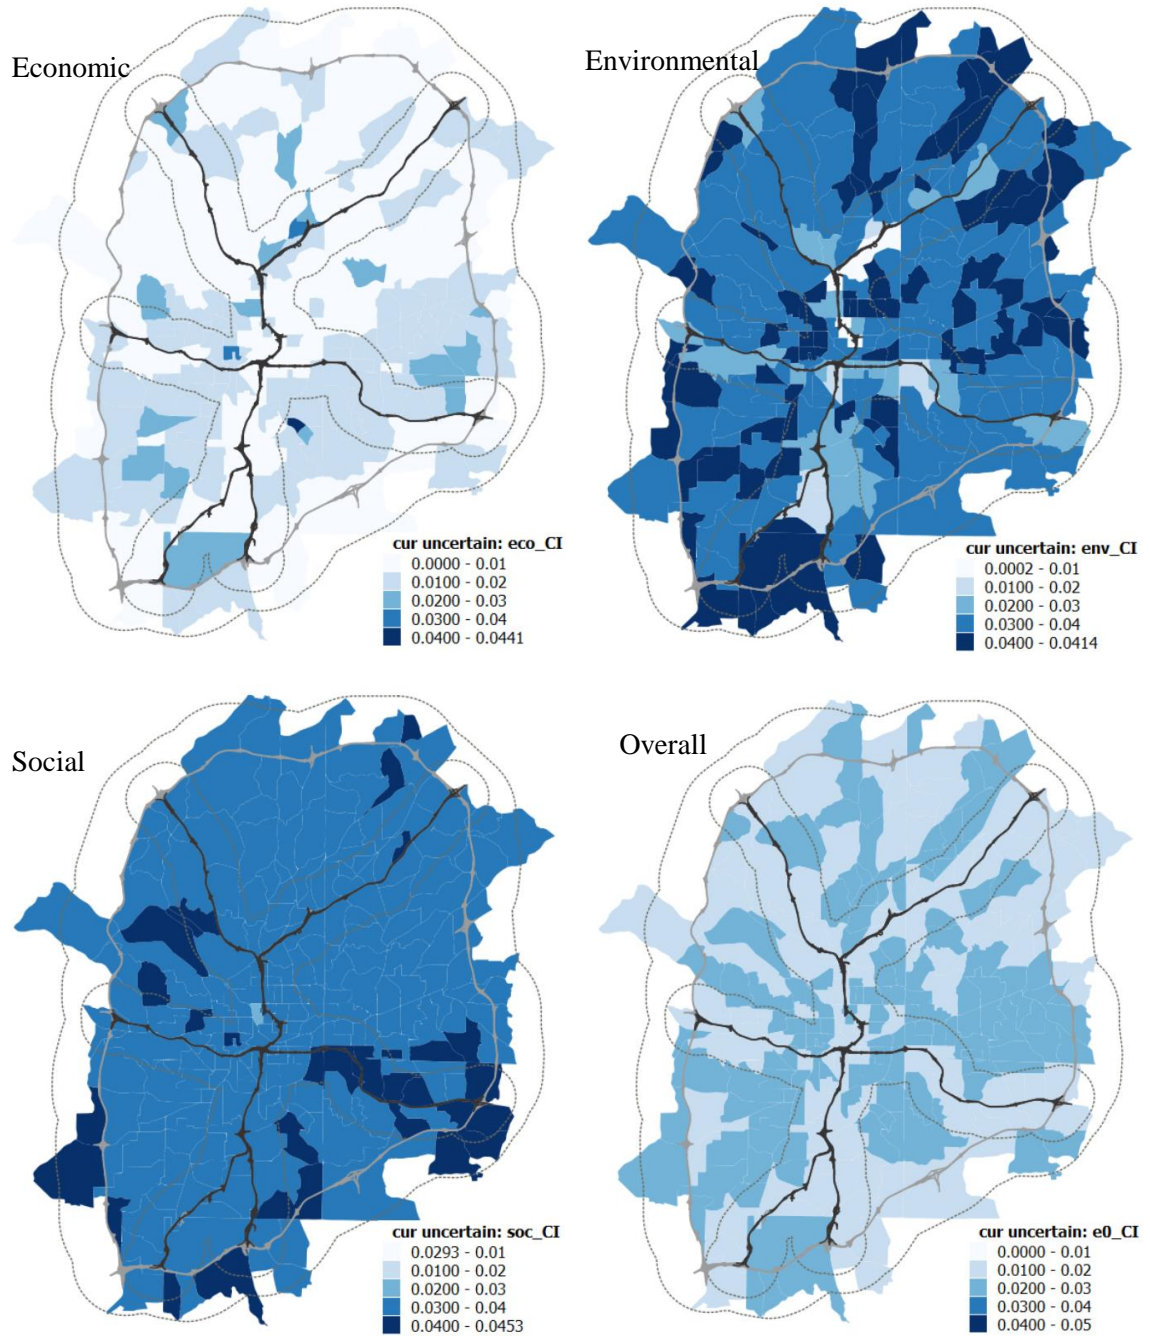 Economic
cur uncertain: eco_CI
0.0000 - 0.01
0.0100 - 0.02
0.0200 - 0.03
0.0300 - 0.04
0.0400 - 0.0441
Environmental
cur uncertain: env_CI
0.0002 - 0.01
0.0100 - 0.02
0.0200 - 0.03
0.0300 - 0.04
0.0400 - 0.0414
Social
cur uncertain: soc_CI
0.0293 - 0.01
0.0100 - 0.02
0.0200 - 0.03
0.0300 - 0.04
0.0400 - 0.0453
Overall
cur uncertain: e0_CI
0.0000 - 0.01
0.0100 - 0.02
0.0200 - 0.03
0.0300 - 0.04
0.0400 - 0.05